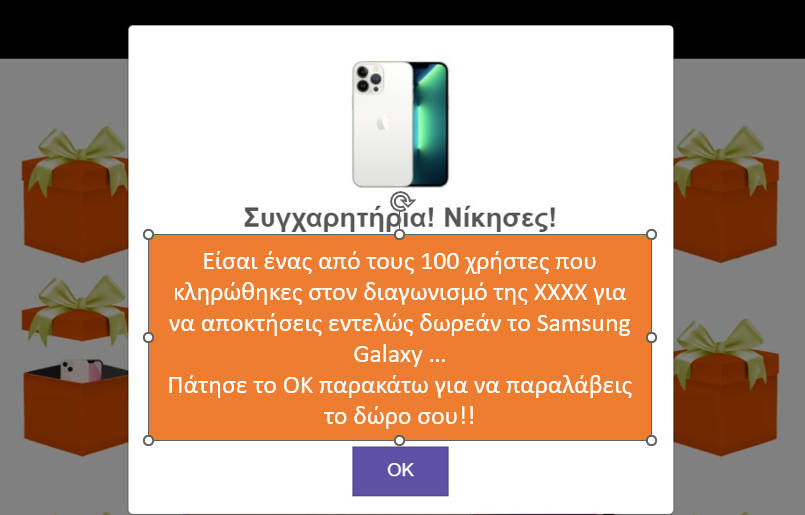 Συγχαρητήρια! Νίκησες!
Είσαι ένας από τους 100 χρήστες που
κληρώθηκες στον διαγωνισμό της XXXX για
να αποκτήσεις εντελώς δωρεάν το Samsung
Galaxy ...
Πάτησε το ΟΚ παρακάτω για να παραλάβεις
το δώρο σου!!
OK